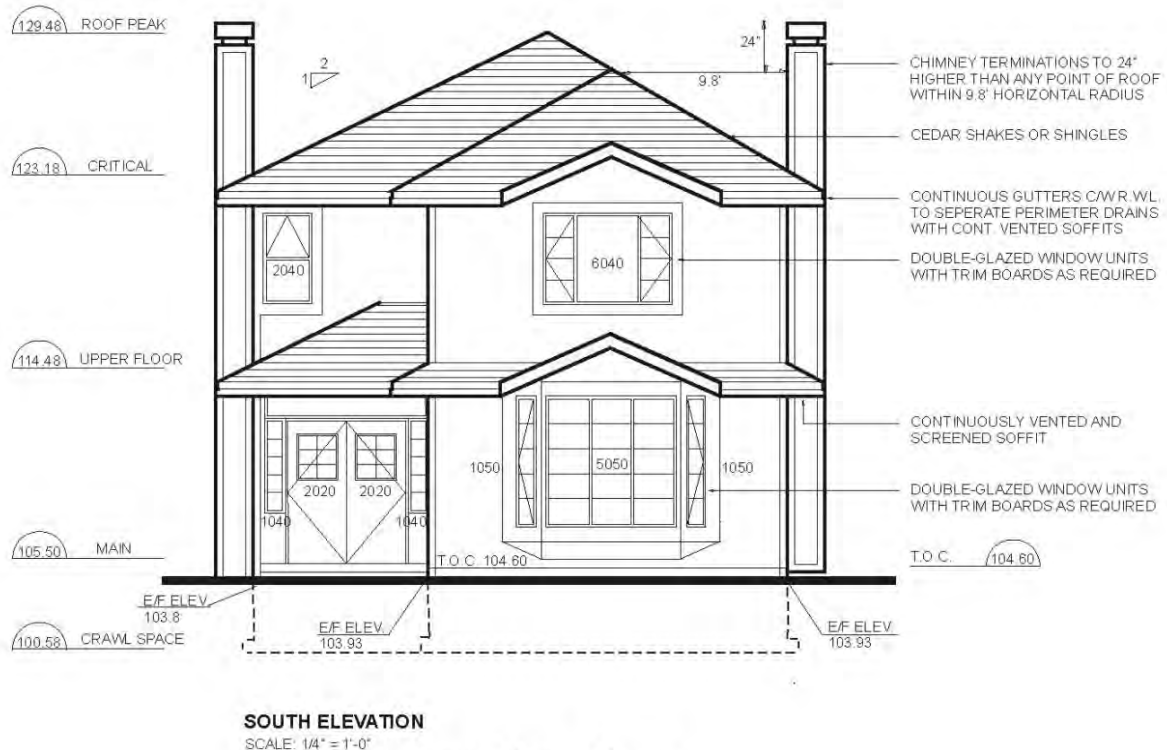 129.48 ROOF PEAK
2
1
24"
9.8'
CHIMNEY TERMINATIONS TO 24"
HIGHER THAN ANY POINT OF ROOF
WITHIN 9.8' HORIZONTAL RADIUS
CEDAR SHAKES OR SHINGLES
123.18 CRITICAL
CONTINUOUS GUTTERS C/W R.W.L.
TO SEPERATE PERIMETER DRAINS
WITH CONT. VENTED SOFFITS
2040
6040
DOUBLE-GLAZED WINDOW UNITS
WITH TRIM BOARDS AS REQUIRED
114.48 UPPER FLOOR
CONTINUOUSLY VENTED AND
SCREENED SOFFIT
1050
5050
1050
2020
2020
DOUBLE-GLAZED WINDOW UNITS
WITH TRIM BOARDS AS REQUIRED
1040
1040
105.50 MAIN
T.O.C. 104.60
T.O.C. 104.60
E/F ELEV.
103.8
E/F ELEV.
103.93
E/F ELEV.
103.93
100.58 CRAWL SPACE
SOUTH ELEVATION
SCALE: 1/4" = 1'-0"